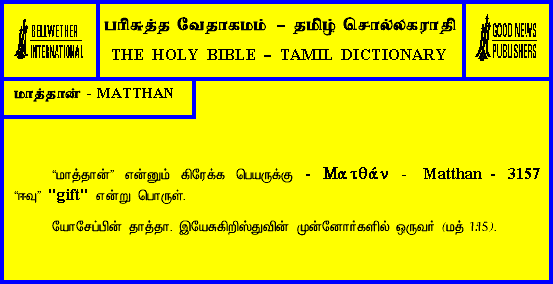 BELLWETHER
INTERNATIONAL
பரிசுத்த வேதாகமம் – தமிழ் சொல்லகராதி
THE HOLY BIBLE – TAMIL DICTIONARY
GOOD NEWS
PUBLISHERS
மாத்தான் - MATTHAN
“மாத்தான்” என்னும் கிரேக்க பெயருக்கு - Ματθάν - Matthan - 3157
“ஈவு” "gift" என்று பொருள்.
யோசேப்பின் தாத்தா. இயேசுகிறிஸ்துவின் முன்னோர்களில் ஒருவர் (மத் 1:15).